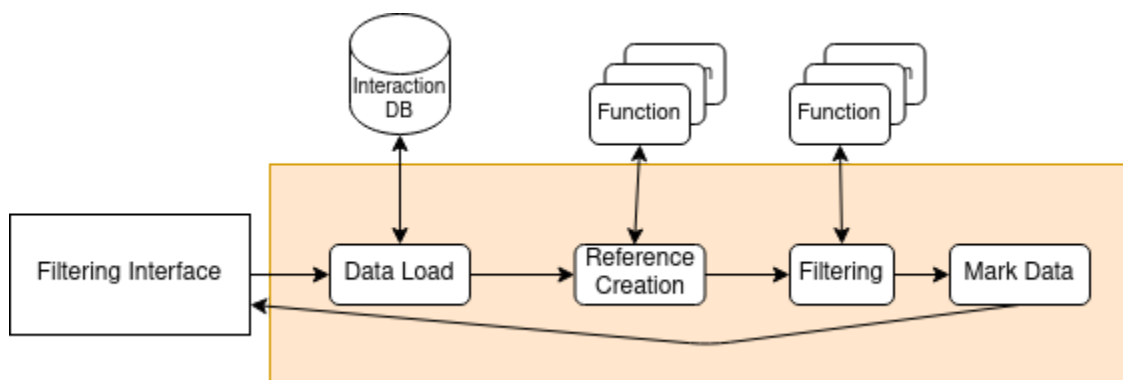 Interaction
DB
Function
Function
Filtering Interface
Data Load
Reference
Creation
Filtering
Mark Data